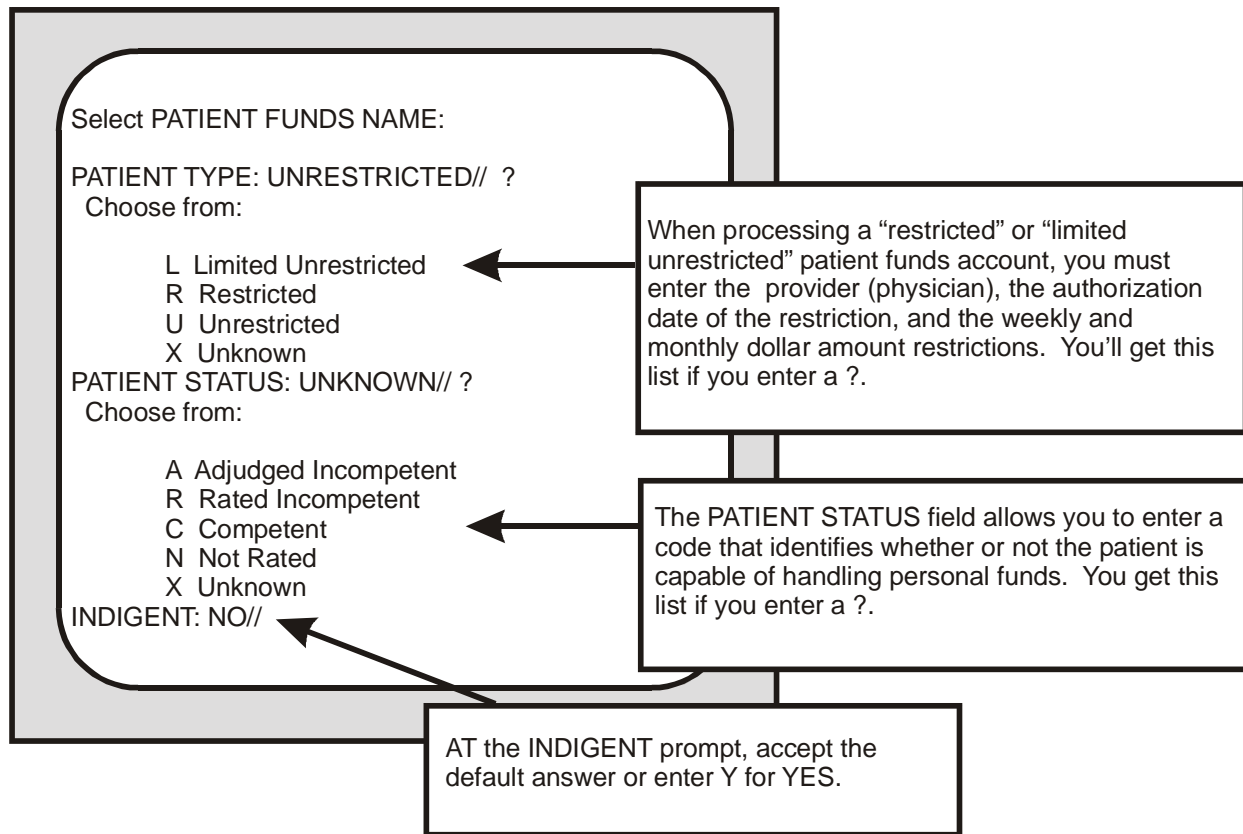 Select PATIENT FUNDS NAME:
PATIENT TYPE: UNRESTRICTED// ?
Choose from:
L Limited Unrestricted
R Restricted
U Unrestricted
X Unknown
PATIENT STATUS: UNKNOWN// ?
Choose from:
A Adjudged Incompetent
R Rated Incompetent
C Competent
N Not Rated
X Unknown
INDIGENT: NO//
When processing a “restricted” or “limited
unrestricted” patient funds account, you must
enter the provider (physician), the authorization
date of the restriction, and the weekly and
monthly dollar amount restrictions. You’ll get this
list if you enter a ?.
The PATIENT STATUS field allows you to enter a
code that identifies whether or not the patient is
capable of handling personal funds. You get this
list if you enter a ?.
AT the INDIGENT prompt, accept the
default answer or enter Y for YES.